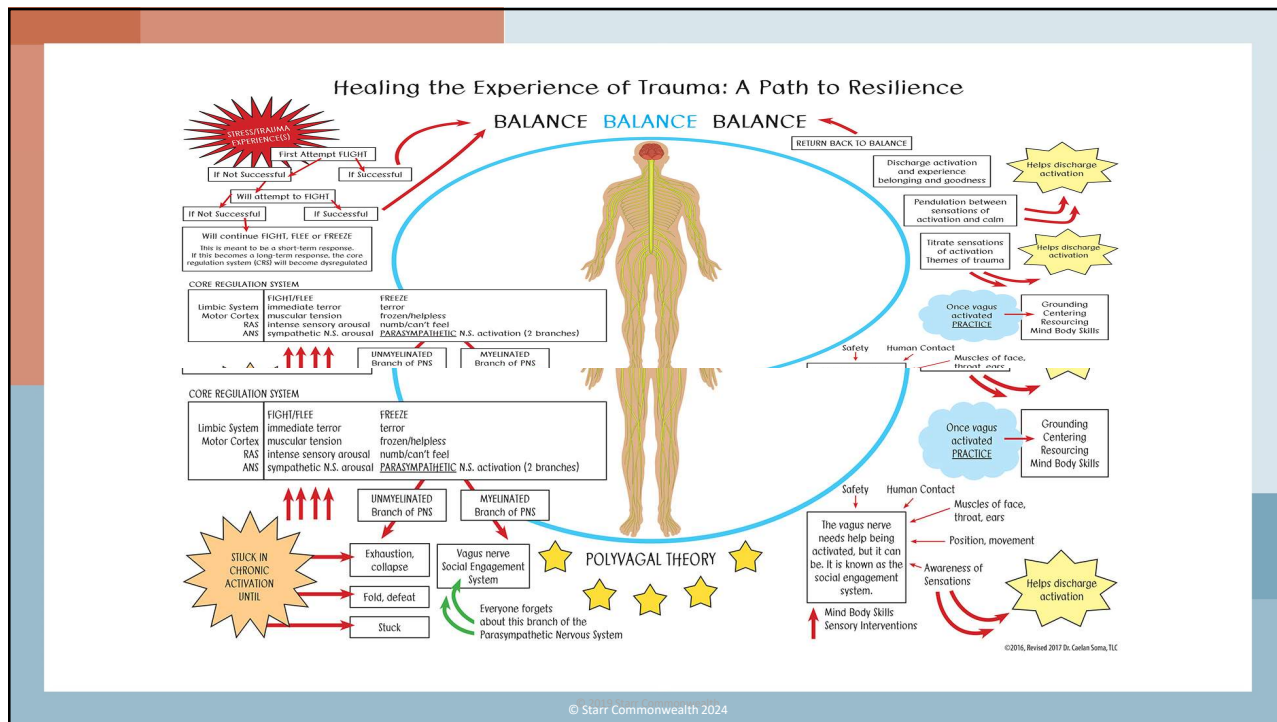 Healing the Experience of Trauma: A Path to Resilience
BALANCE BALANCE BALANCE
STRESS/TRAUMA
EXPERIENCE(S)
First Attempt FLIGHT
If Not Successful
If Successful
Will attempt to FIGHT
If Not Successful
If Successful
Will continue FIGHT, FLEE or FREEZE
This is meant to be a short-term response.
If this becomes a long-term response, the core
regulation system (CRS) will become dysregulated
RETURN BACK TO BALANCE
Discharge activation
and experience
belonging and goodness
Helps discharge
activation
Pendulation between
sensations of
activation and calm
Titrate sensations
of activation
Themes of trauma
Helps discharge
activation
Once vagus
activated
PRACTICE
Grounding
Centering
Resourcing
Mind Body Skills
Safety
Human Contact
Muscles of face,
throat, ears
CORE REGULATION SYSTEM
FIGHT/FLEE FREEZE
Limbic System immediate terror terror
Motor Cortex muscular tension frozen/helpless
RAS intense sensory arousal numb/can't feel
ANS sympathetic N.S. arousal PARASYMPATHETIC N.S. activation (2 branches)
UNMYELINATED
Branch of PNS
MYELINATED
Branch of PNS
CORE REGULATION SYSTEM
FIGHT/FLEE FREEZE
Limbic System immediate terror terror
Motor Cortex muscular tension frozen/helpless
RAS intense sensory arousal numb/can't feel
ANS sympathetic N.S. arousal PARASYMPATHETIC N.S. activation (2 branches)
UNMYELINATED
Branch of PNS
MYELINATED
Branch of PNS
STUCK IN
CHRONIC
ACTIVATION
UNTIL
Exhaustion,
collapse
Fold, defeat
Stuck
Vagus nerve
Social Engagement
System
Everyone forgets
about this branch of the
Parasympathetic Nervous System
POLYVAGAL THEORY
Once vagus
activated
PRACTICE
Grounding
Centering
Resourcing
Mind Body Skills
Safety
Human Contact
Muscles of face,
throat, ears
Position, movement
Awareness of
Sensations
The vagus nerve
needs help being
activated, but it can
be. It is known as the
social engagement
system.
Mind Body Skills
Sensory Interventions
Helps discharge
activation
©2016, Revised 2017 Dr. Caelan Soma, TLC
© Starr Commonwealth 2024